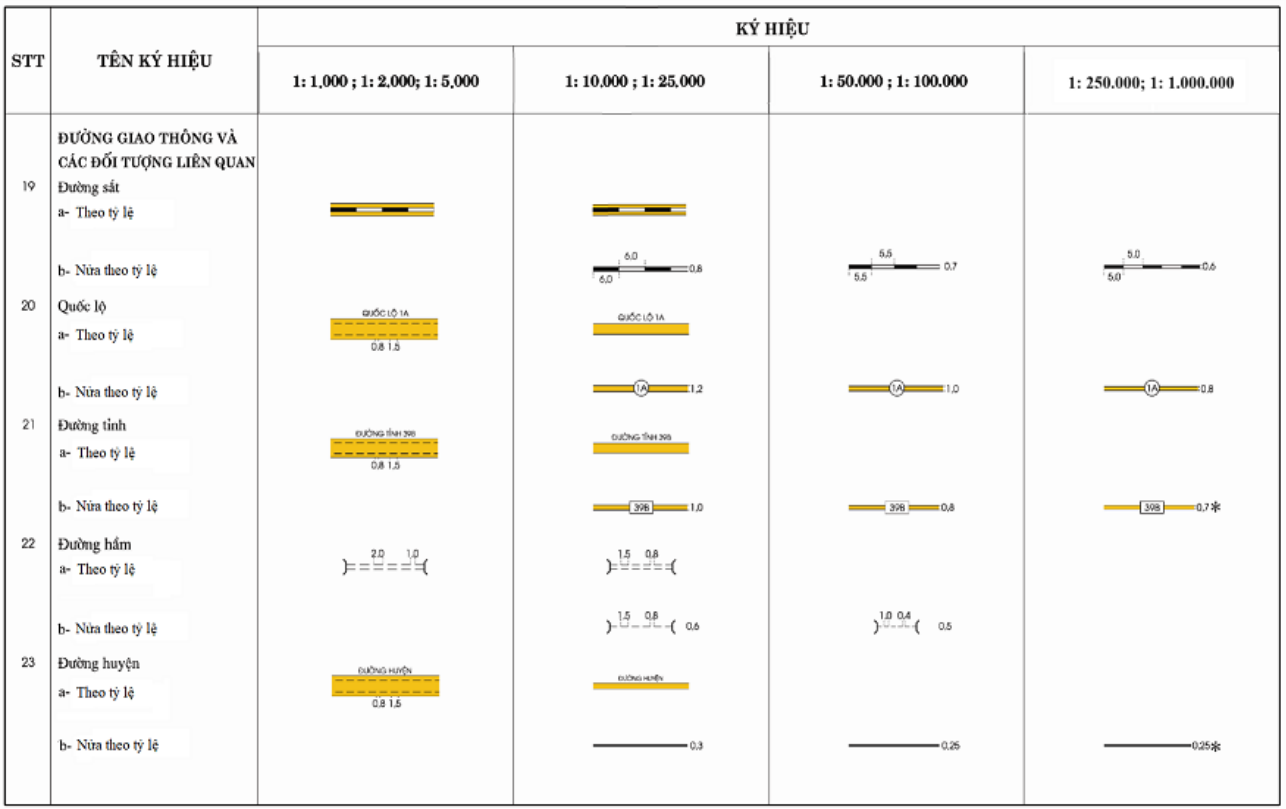 STT
TÊN KÝ HIỆU
KÝ HIỆU
1: 1.000 ; 1: 2.000; 1: 5.000
1: 10.000 ; 1: 25.000
1: 50.000 ; 1: 100.000
1: 250.000; 1: 1.000.000
ĐƯỜNG GIAO THÔNG VÀ
CÁC ĐỐI TƯỢNG LIÊN QUAN
19 Đường sắt
a- Theo tỷ lệ
b- Nửa theo tỷ lệ
6,0
6,0
0,8
5,5
5,5
0,7
5,0
5,0
0,6
20 Quốc lộ
a- Theo tỷ lệ
QUỐC LỘ 1A
0,8 1,5
QUỐC LỘ 1A
b- Nửa theo tỷ lệ
1A 1,2
1A 1,0
1A 0,8
21 Đường tỉnh
a- Theo tỷ lệ
ĐƯỜNG TỈNH 39B
0,8 1,5
ĐƯỜNG TỈNH 39B
b- Nửa theo tỷ lệ
39B 1,0
39B 0,8
39B 0,7*
22 Đường hầm
a- Theo tỷ lệ
2,0 1,0
1,5 0,8
b- Nửa theo tỷ lệ
1,5 0,8
0,6
1,0 0,4
0,5
23 Đường huyện
a- Theo tỷ lệ
ĐƯỜNG HUYỆN
0,8 1,5
ĐƯỜNG HUYỆN
b- Nửa theo tỷ lệ
0,3
0,25
0,25*